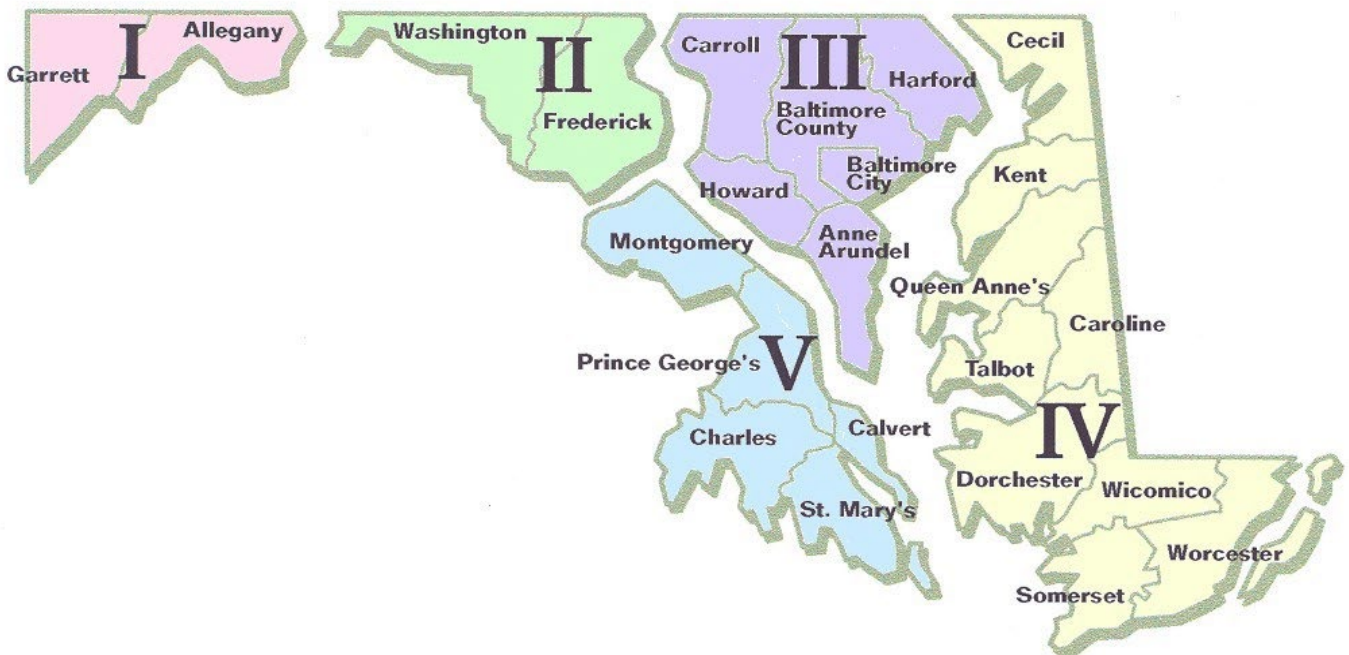 Garrett
I
Allegany
Washington
II
Frederick
Carroll
III
Harford
Baltimore
County
Baltimore
City
Howard
Anne
Arundel
Cecil
Kent
Queen Anne's
Caroline
Talbot
IV
Dorchester
Wicomico
Worcester
Somerset
Montgomery
Prince George's
V
Charles
Calvert
St. Mary's